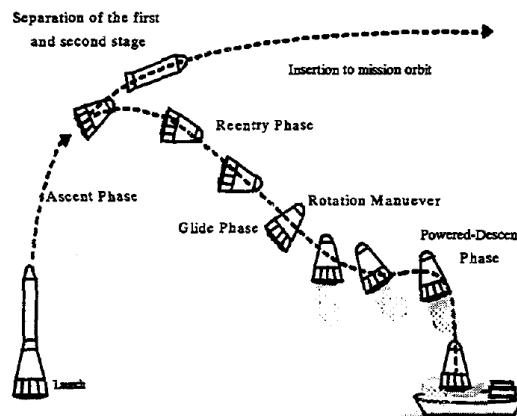 Separation of the first
and second stage
Insertion to mission orbit
Reentry Phase
Ascent Phase
Rotation Manuever
Glide Phase
Powered-Descen
Phase
Launch